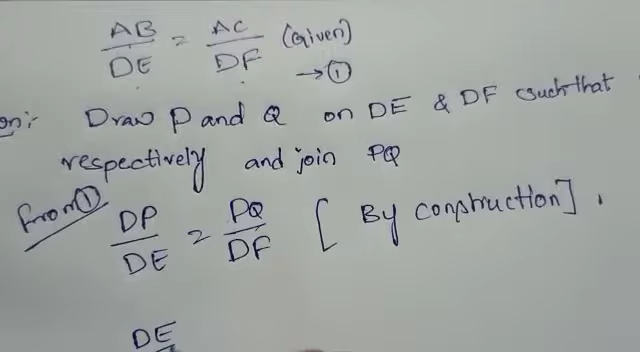 AB/DE = AC/DF (Given)
→ ①
on:- Draw P and Q on DE & DF such that
respectively and join PQ
From ① DP/DE = PQ/DF [By construction].
DE